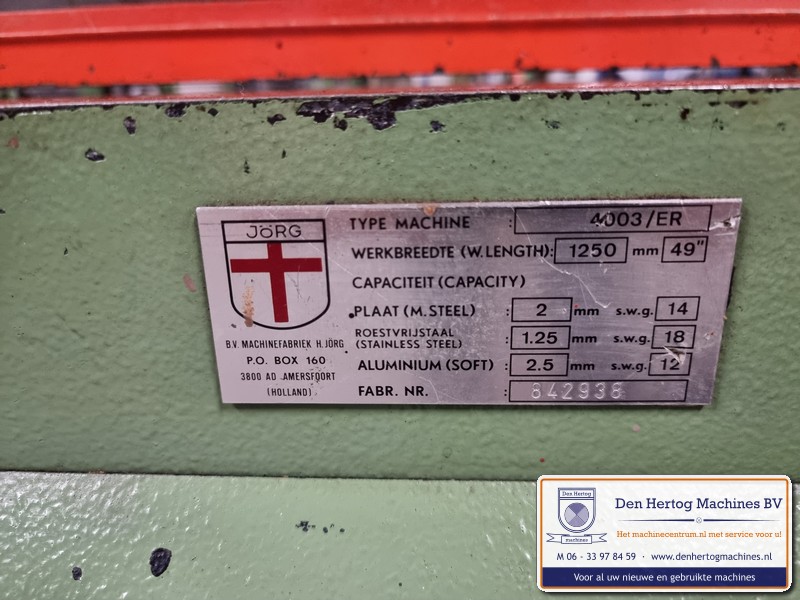 JÖRG
B.V. MACHINEFABRIEK H. JÖRG
P.O. BOX 160
3800 AD AMERSFOORT
(HOLLAND)
TYPE MACHINE : 4003/ER
WERKBREEDTE (W. LENGTH): 1250 mm 49"
CAPACITEIT (CAPACITY)
PLAAT (M. STEEL) : 2 mm s.w.g. 14
ROESTVRIJSTAAL
(STAINLESS STEEL) : 1.25 mm s.w.g. 18
ALUMINIUM (SOFT) : 2.5 mm s.w.g. 12
FABR. NR. : 842936
Den Hertog
machines
Den Hertog Machines BV
Het machinecentrum.nl met service voor u!
M 06 - 33 97 84 59 · www.denhertogmachines.nl
Voor al uw nieuwe en gebruikte machines